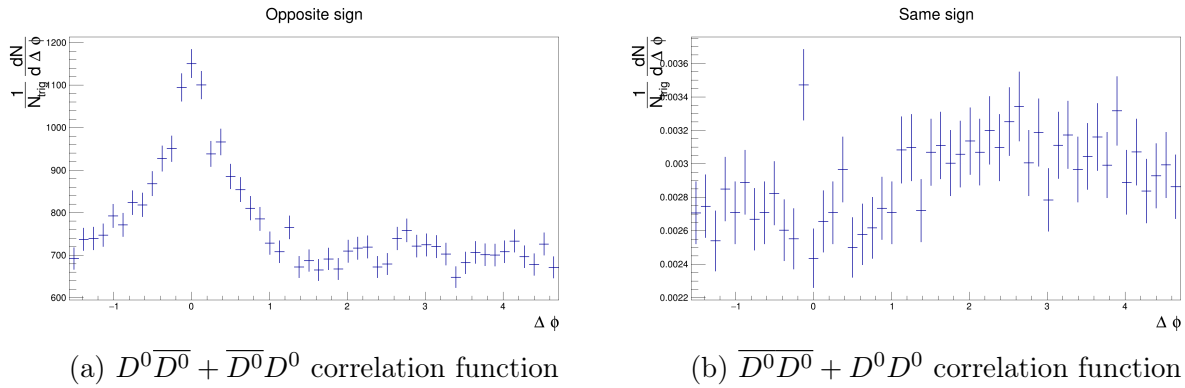 Opposite sign
1/N_trig dN/d Δ ϕ
1200
1100
1000
900
800
700
600
−1 0 1 2 3 4
Δ ϕ
(a) D⁰D̅⁰ + D̅⁰D⁰ correlation function
Same sign
1/N_trig dN/d Δ ϕ
0.0036
0.0034
0.0032
0.003
0.0028
0.0026
0.0024
0.0022
−1 0 1 2 3 4
Δ ϕ
(b) D̅⁰D̅⁰ + D⁰D⁰ correlation function